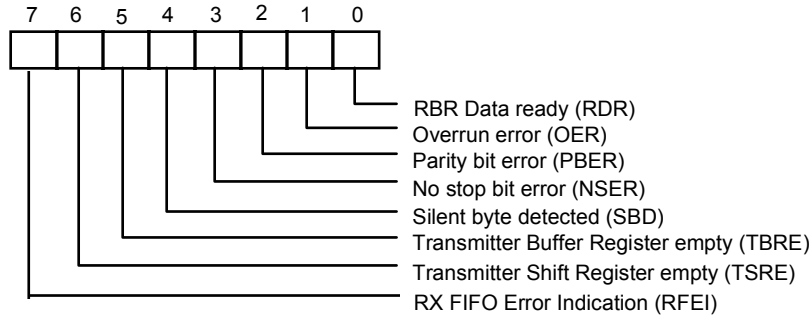 7 6 5 4 3 2 1 0
RBR Data ready (RDR)
Overrun error (OER)
Parity bit error (PBER)
No stop bit error (NSER)
Silent byte detected (SBD)
Transmitter Buffer Register empty (TBRE)
Transmitter Shift Register empty (TSRE)
RX FIFO Error Indication (RFEI)